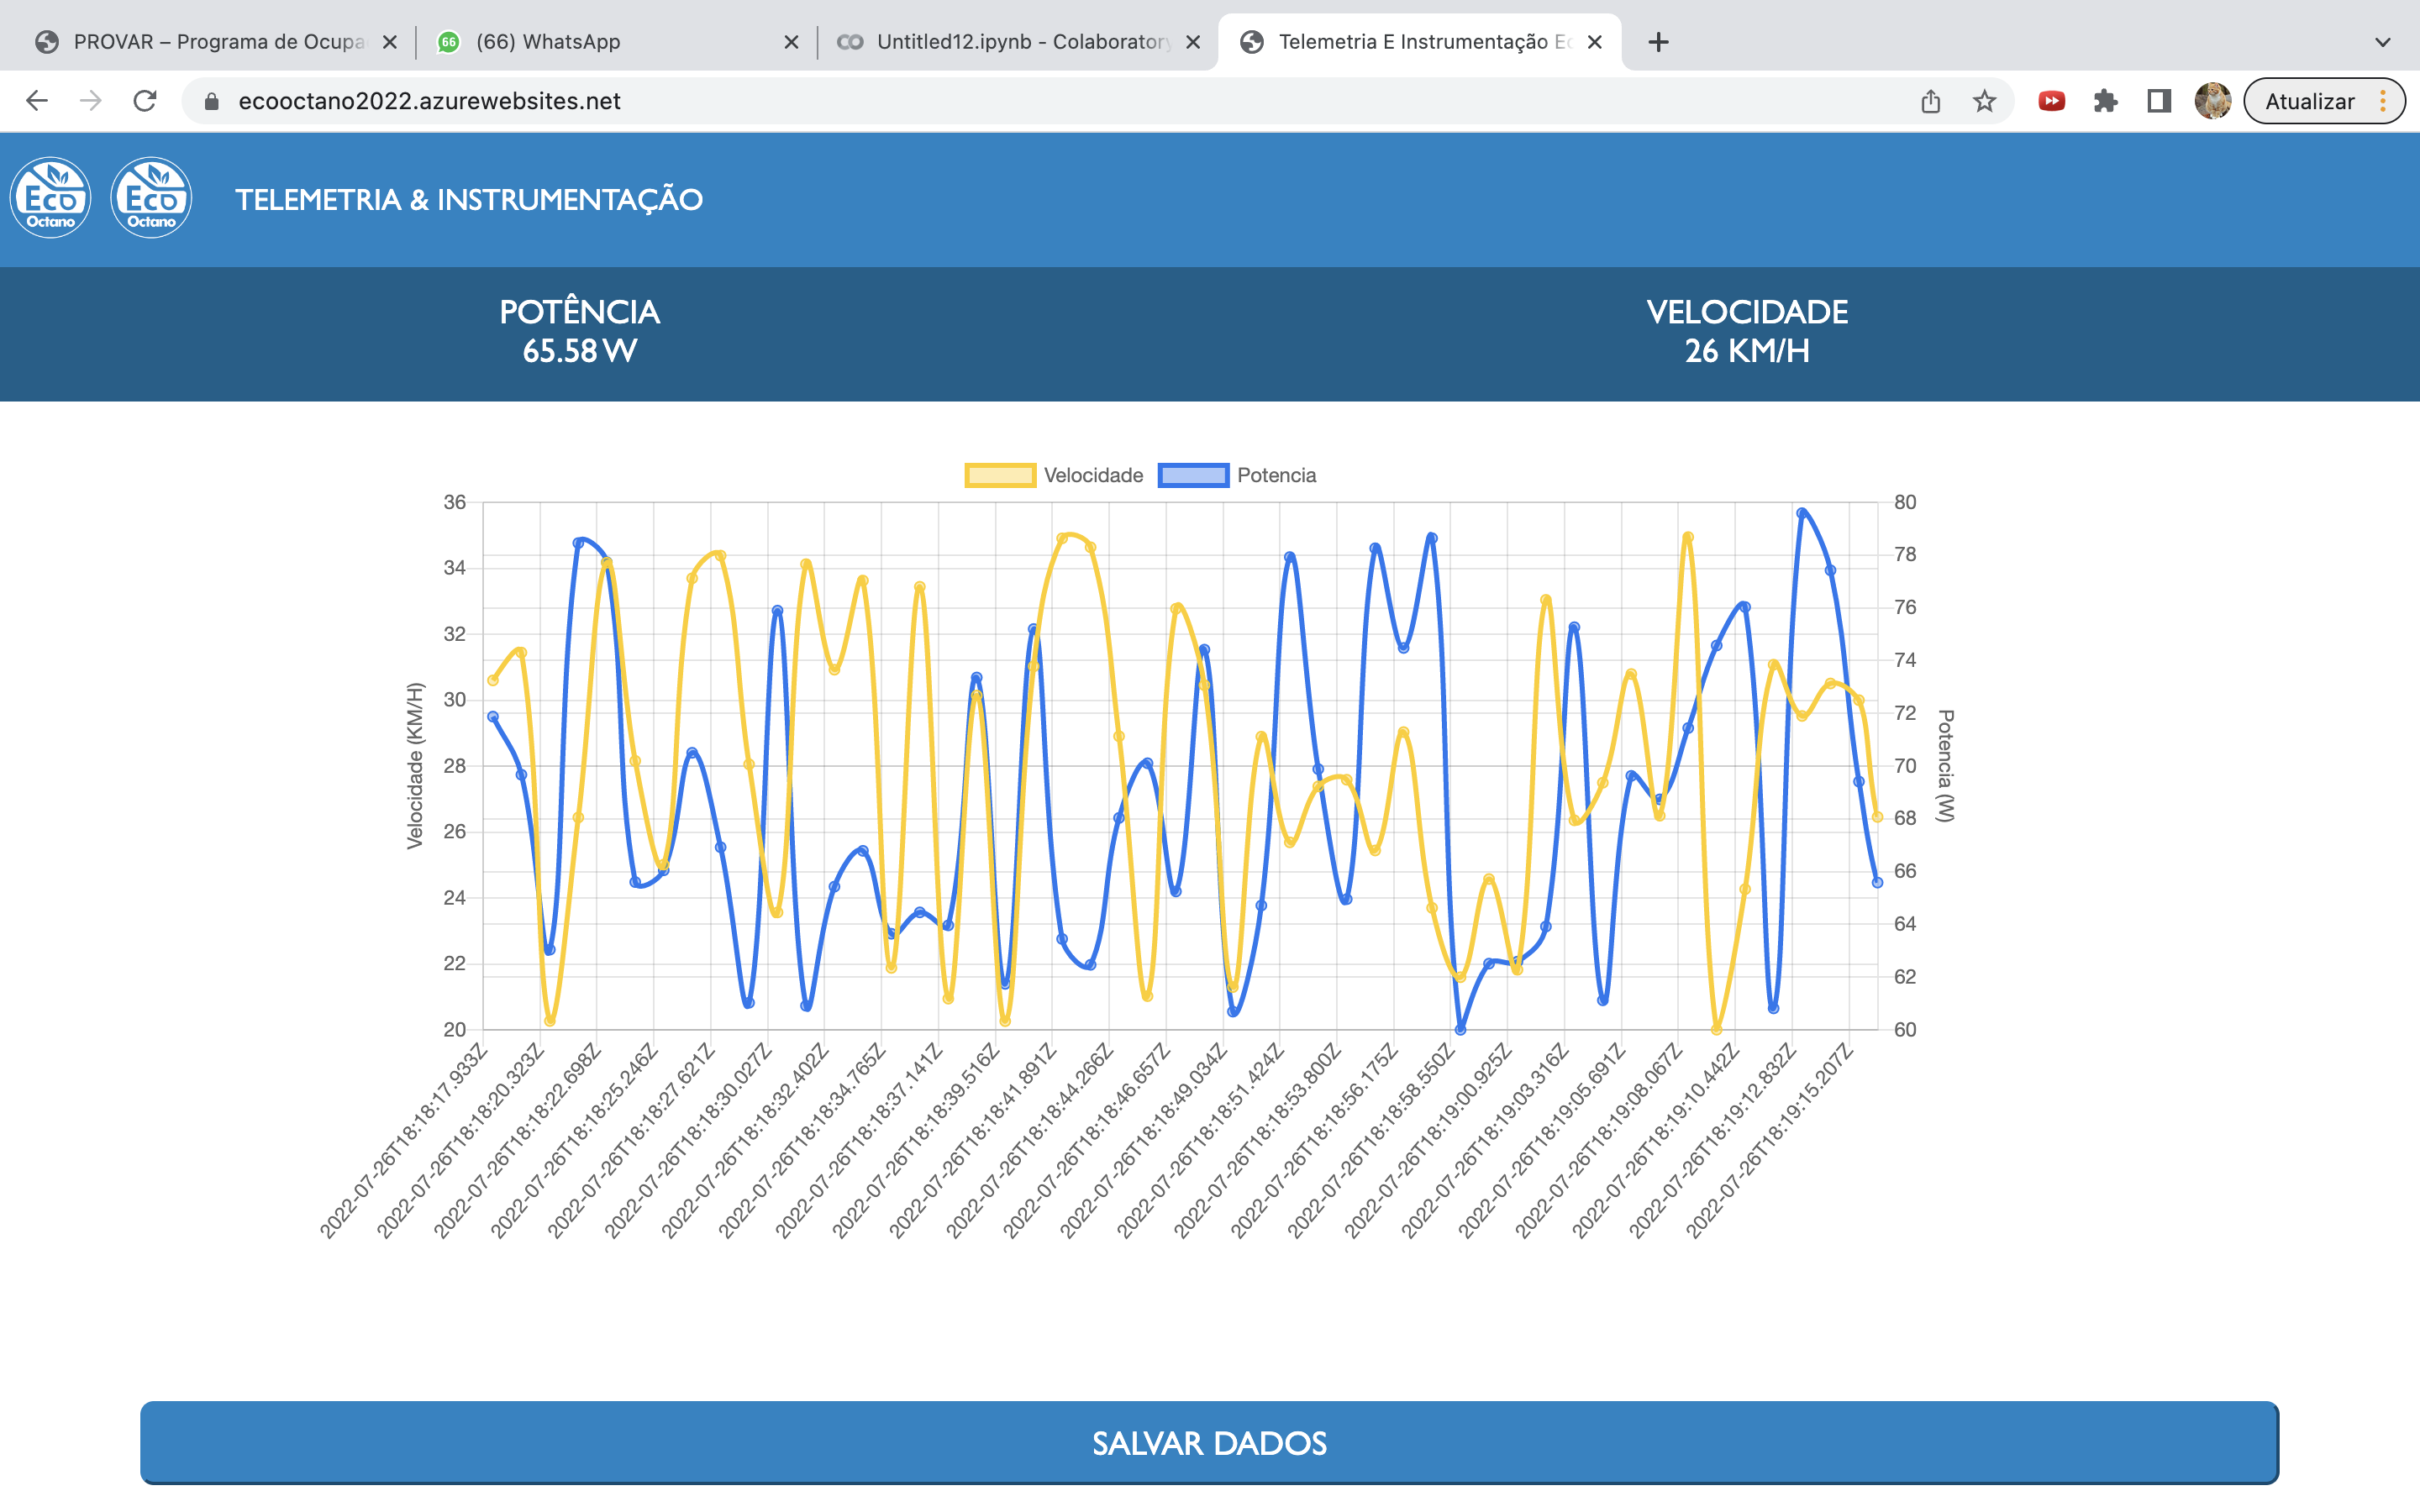 PROVAR – Programa de Ocupa
66
(66) WhatsApp
Untitled12.ipynb - Colaboratory
Telemetria E Instrumentação Ec
ecooctano2022.azurewebsites.net
Atualizar
Eco Octano
Eco Octano
TELEMETRIA & INSTRUMENTAÇÃO
POTÊNCIA
65.58 W
VELOCIDADE
26 KM/H
Velocidade
Potencia
36
34
32
30
28
26
24
22
20
Velocidade (KM/H)
80
78
76
74
72
70
68
66
64
62
60
Potencia (W)
2022-07-26T18:18:17.933Z
2022-07-26T18:18:20.323Z
2022-07-26T18:18:22.698Z
2022-07-26T18:18:25.246Z
2022-07-26T18:18:27.621Z
2022-07-26T18:18:30.027Z
2022-07-26T18:18:32.402Z
2022-07-26T18:18:34.765Z
2022-07-26T18:18:37.141Z
2022-07-26T18:18:39.516Z
2022-07-26T18:18:41.891Z
2022-07-26T18:18:44.266Z
2022-07-26T18:18:46.657Z
2022-07-26T18:18:49.034Z
2022-07-26T18:18:51.424Z
2022-07-26T18:18:53.800Z
2022-07-26T18:18:56.175Z
2022-07-26T18:18:58.550Z
2022-07-26T18:19:00.925Z
2022-07-26T18:19:03.316Z
2022-07-26T18:19:05.691Z
2022-07-26T18:19:08.067Z
2022-07-26T18:19:10.442Z
2022-07-26T18:19:12.832Z
2022-07-26T18:19:15.207Z
SALVAR DADOS